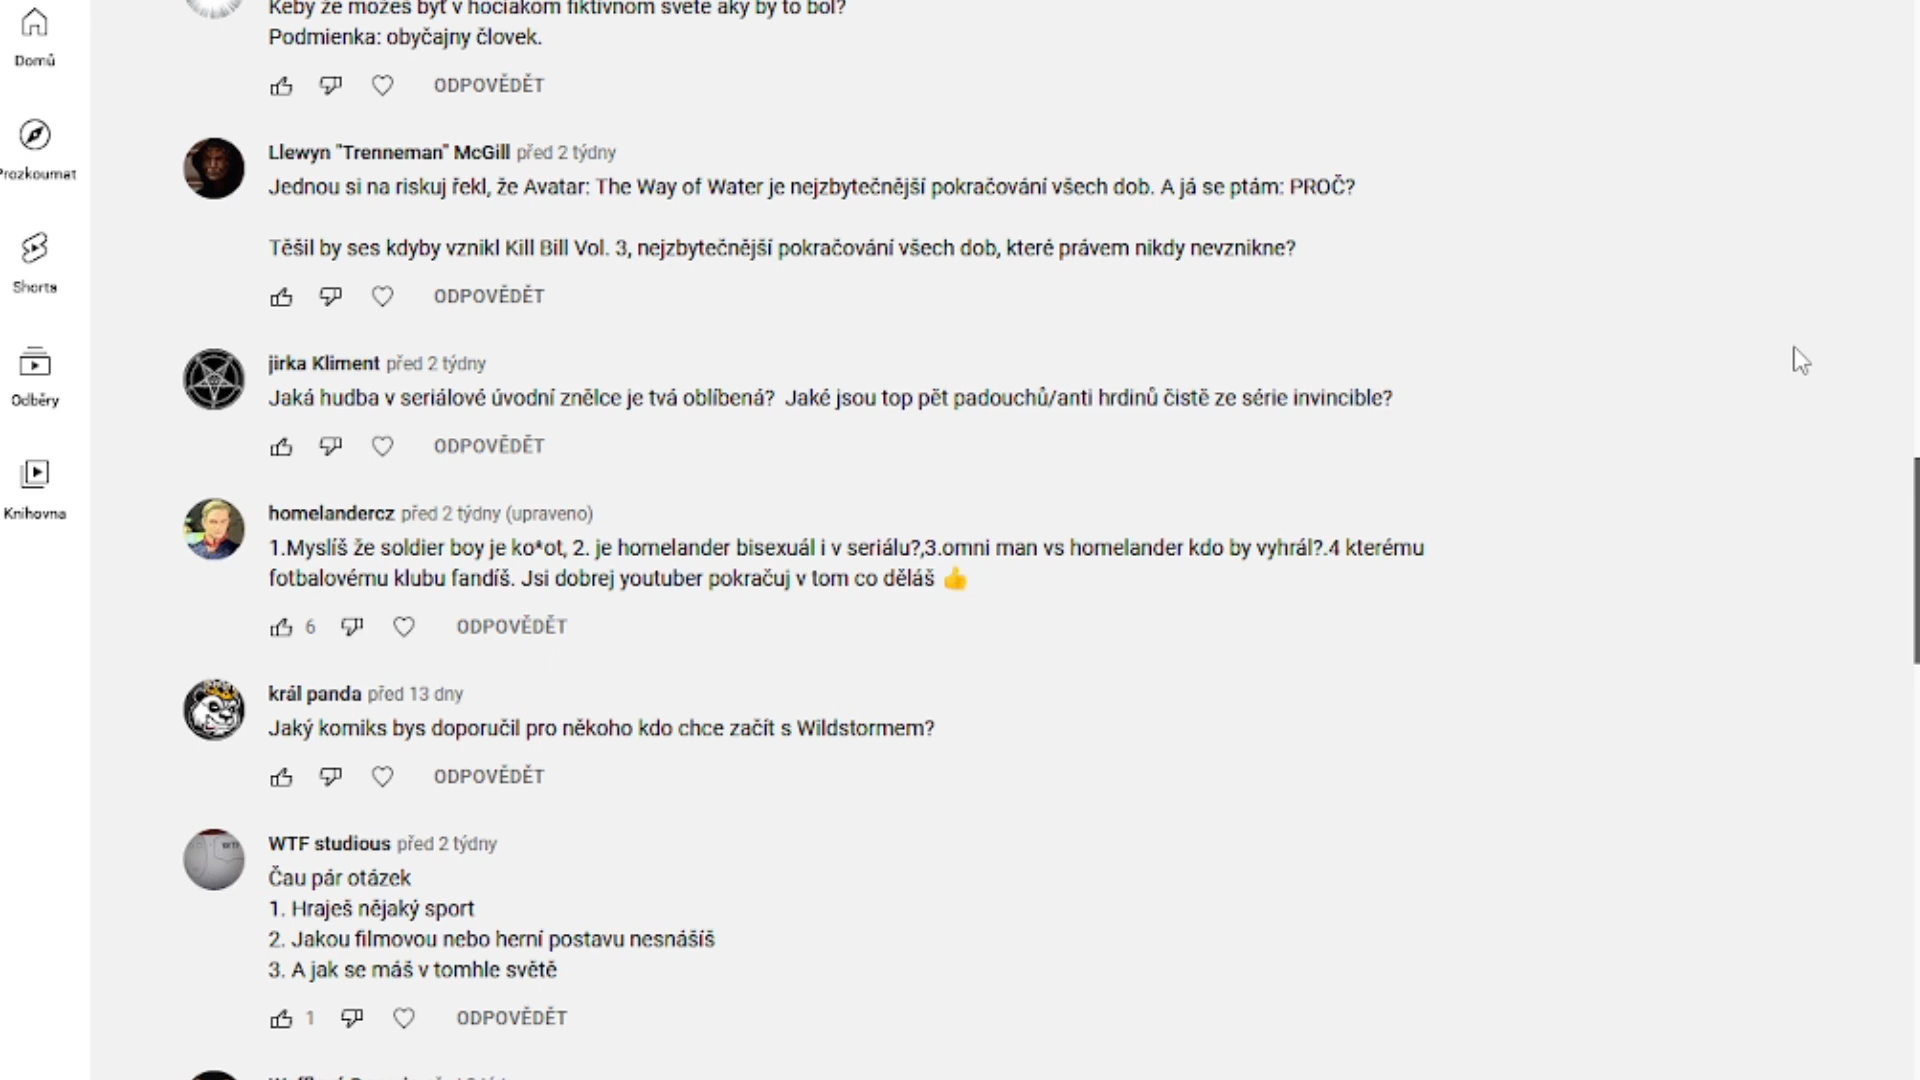 Domů
Prozkoumat
Shorts
Odběry
Knihovna
Keby že možeš byť v hociakom fiktívnom svete aky by to bol?
Podmienka: obyčajny človek.
ODPOVĚDĚT
Llewyn "Trenneman" McGill před 2 týdny
Jednou si na riskuj řekl, že Avatar: The Way of Water je nejzbytečnější pokračování všech dob. A já se ptám: PROČ?
Těšil by ses kdyby vznikl Kill Bill Vol. 3, nejzbytečnější pokračování všech dob, které právem nikdy nevznikne?
ODPOVĚDĚT
jirka Kliment před 2 týdny
Jaká hudba v seriálové úvodní znělce je tvá oblíbená? Jaké jsou top pět padouchů/anti hrdinů čistě ze série invincible?
ODPOVĚDĚT
homelandercz před 2 týdny (upraveno)
1.Myslíš že soldier boy je ko*ot, 2. je homelander bisexuál i v seriálu?,3.omni man vs homelander kdo by vyhrál?.4 kterému
fotbalovému klubu fandíš. Jsi dobrej youtuber pokračuj v tom co děláš 👍
6 ODPOVĚDĚT
král panda před 13 dny
Jaký komiks bys doporučil pro někoho kdo chce začít s Wildstormem?
ODPOVĚDĚT
WTF studious před 2 týdny
Čau pár otázek
1. Hraješ nějaký sport
2. Jakou filmovou nebo herní postavu nesnášíš
3. A jak se máš v tomhle světě
1 ODPOVĚDĚT